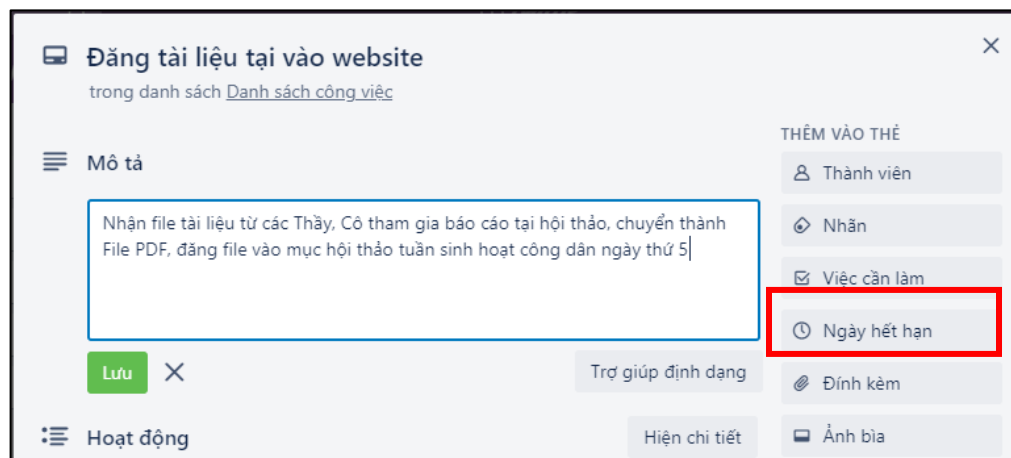 Đăng tài liệu tại vào website
trong danh sách Danh sách công việc
Mô tả
Nhận file tài liệu từ các Thầy, Cô tham gia báo cáo tại hội thảo, chuyển thành
File PDF, đăng file vào mục hội thảo tuần sinh hoạt công dân ngày thứ 5
Lưu
Trợ giúp định dạng
Hoạt động
Hiện chi tiết
THÊM VÀO THẺ
Thành viên
Nhãn
Việc cần làm
Ngày hết hạn
Đính kèm
Ảnh bìa